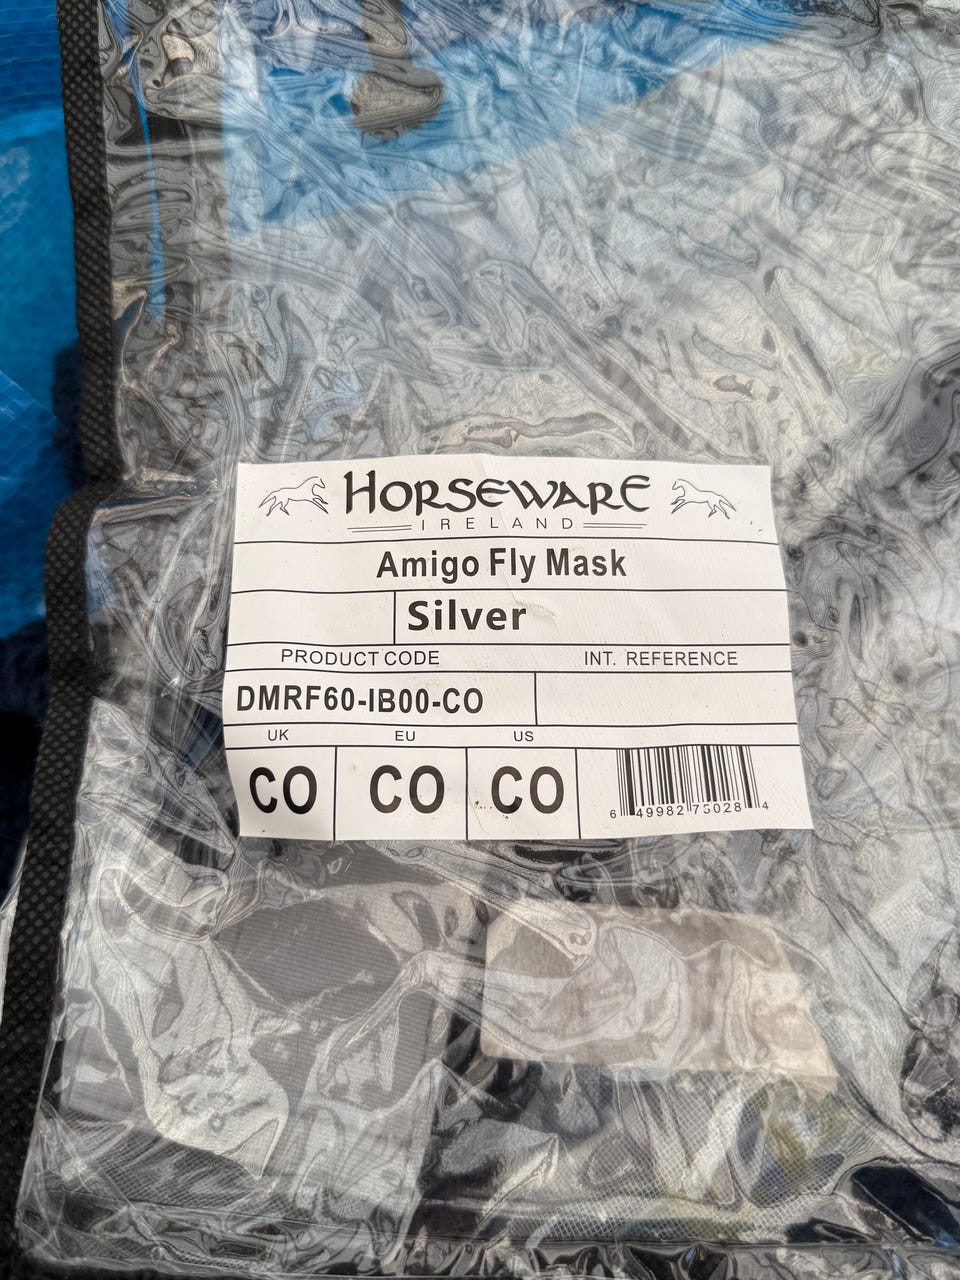 HORSEWARE
IRELAND
Amigo Fly Mask
Silver
PRODUCT CODE INT. REFERENCE
DMRF60-IB00-CO
UK EU US
CO CO CO
6 49982 75028 4